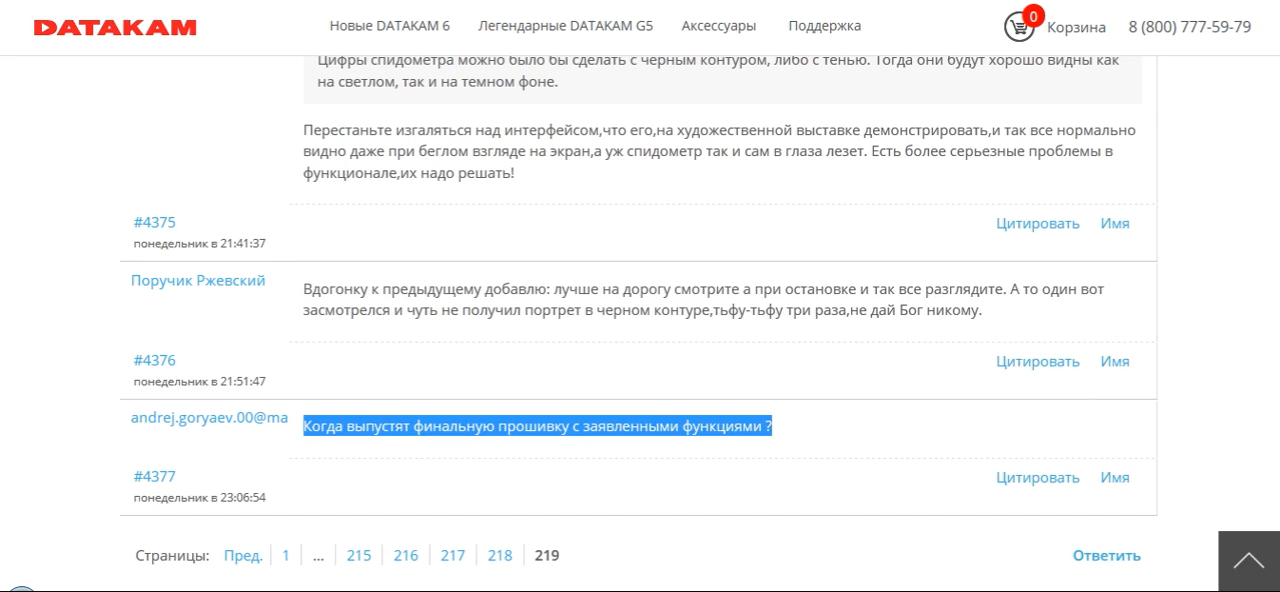 DATAKAM
Новые DATAKAM 6
Легендарные DATAKAM G5
Аксессуары
Поддержка
0
Корзина
8 (800) 777-59-79
Цифры спидометра можно было бы сделать с черным контуром, либо с тенью. Тогда они будут хорошо видны как
на светлом, так и на темном фоне.
Перестаньте изгаляться над интерфейсом,что его,на художественной выставке демонстрировать,и так все нормально
видно даже при беглом взгляде на экран,а уж спидометр так и сам в глаза лезет. Есть более серьезные проблемы в
функционале,их надо решать!
#4375
Цитировать
Имя
понедельник в 21:41:37
Поручик Ржевский
Вдогонку к предыдущему добавлю: лучше на дорогу смотрите а при остановке и так все разглядите. А то один вот
засмотрелся и чуть не получил портрет в черном контуре,тьфу-тьфу три раза,не дай Бог никому.
#4376
Цитировать
Имя
понедельник в 21:51:47
andrej.goryaev.00@ma
Когда выпустят финальную прошивку с заявленными функциями ?
#4377
Цитировать
Имя
понедельник в 23:06:54
Страницы: Пред. 1 ... 215 216 217 218 219
Ответить